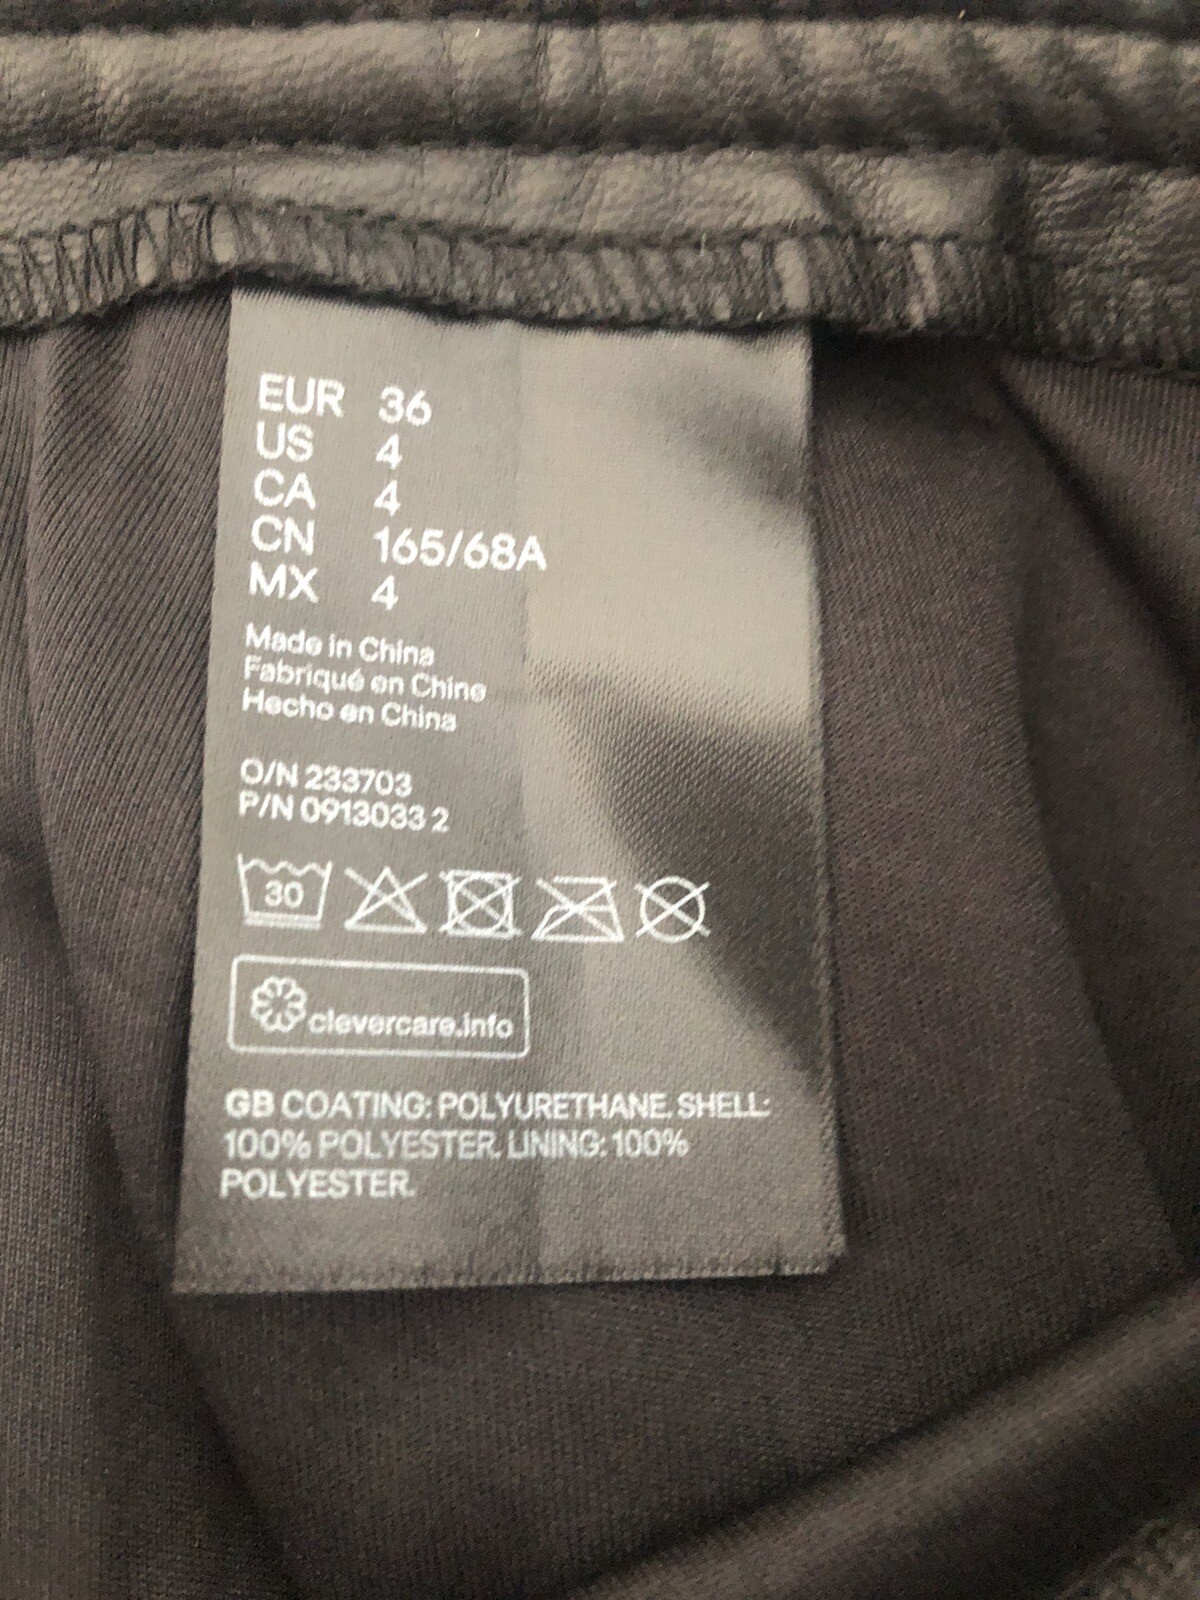 EUR 36
US 4
CA 4
CN 165/68A
MX 4
Made in China
Fabriqué en Chine
Hecho en China
O/N 233703
P/N 0913033 2
30
clevercare.info
GB COATING: POLYURETHANE. SHELL:
100% POLYESTER. LINING: 100%
POLYESTER.